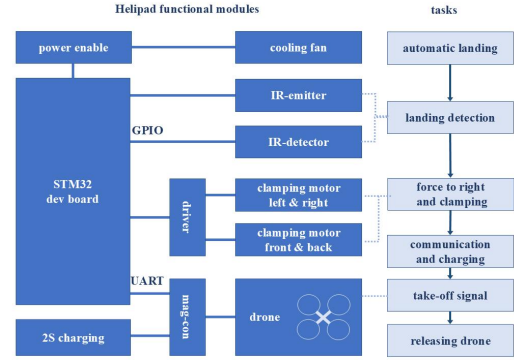 Helipad functional modules
tasks
power enable
cooling fan
automatic landing
IR-emitter
landing detection
GPIO
IR-detector
STM32
dev board
driver
clamping motor
left & right
force to right
and clamping
clamping motor
front & back
communication
and charging
UART
mag-con
drone
take-off signal
2S charging
releasing drone